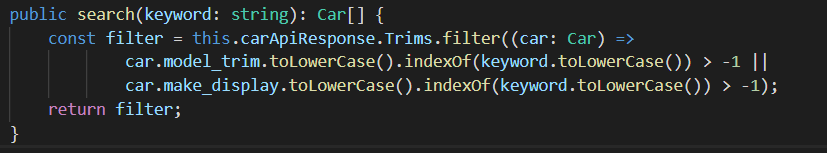 public search(keyword: string): Car[] {
    const filter = this.carApiResponse.Trims.filter((car: Car) =>
            car.model_trim.toLowerCase().indexOf(keyword.toLowerCase()) > -1 ||
            car.make_display.toLowerCase().indexOf(keyword.toLowerCase()) > -1);
    return filter;
}